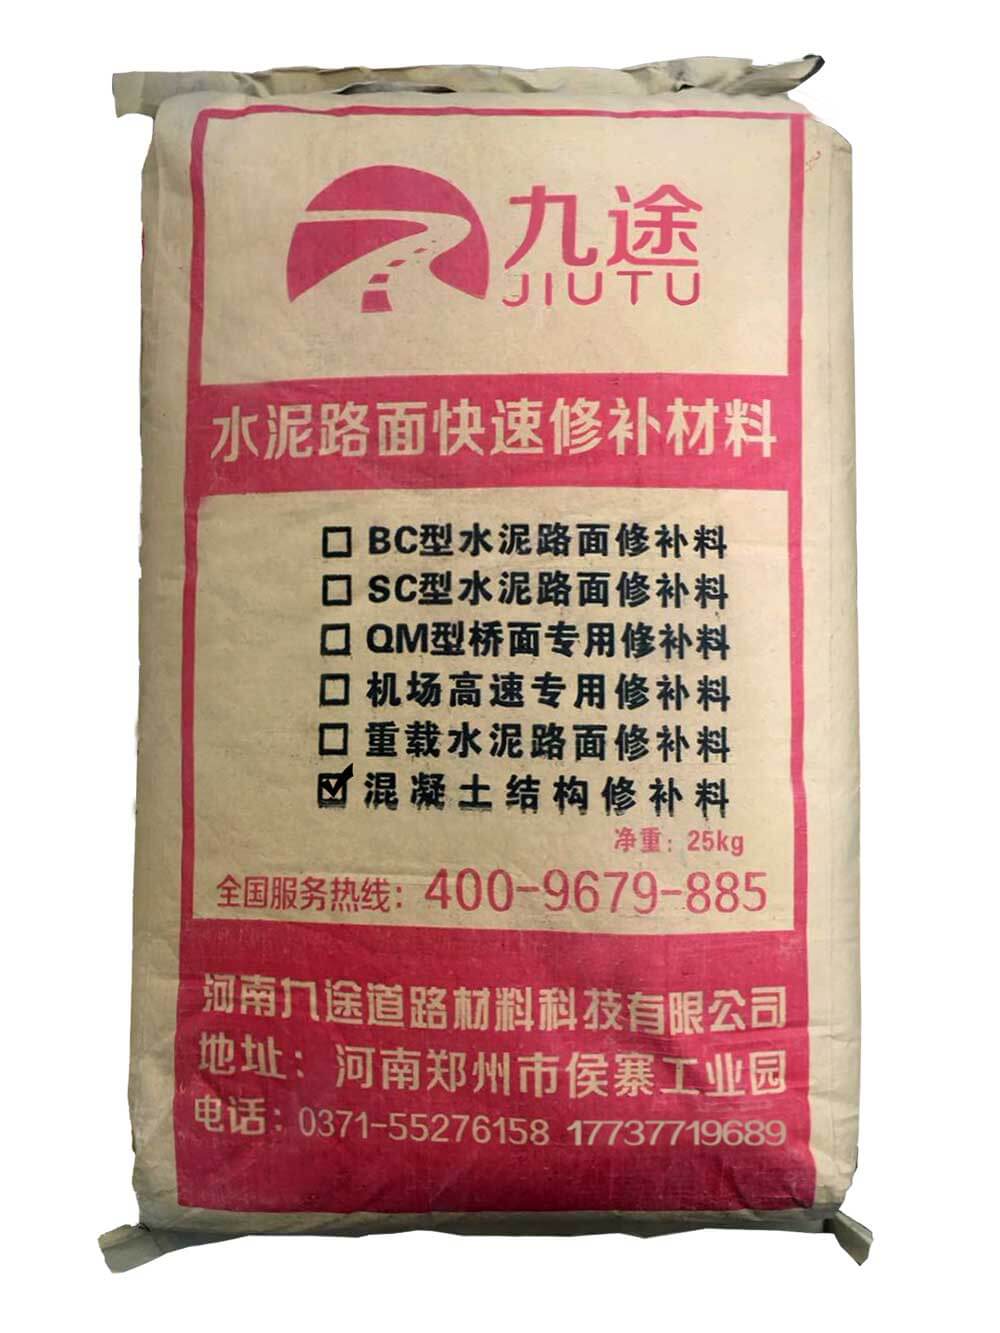 九途
JIUTU
水泥路面快速修补材料
BC型水泥路面修补料
SC型水泥路面修补料
QM型桥面专用修补料
机场高速专用修补料
重载水泥路面修补料
混凝土结构修补料
净重：25kg
全国服务热线：400-9679-885
河南九途道路材料科技有限公司
地址：河南郑州市侯寨工业园
电话：0371-55276158 17737719689